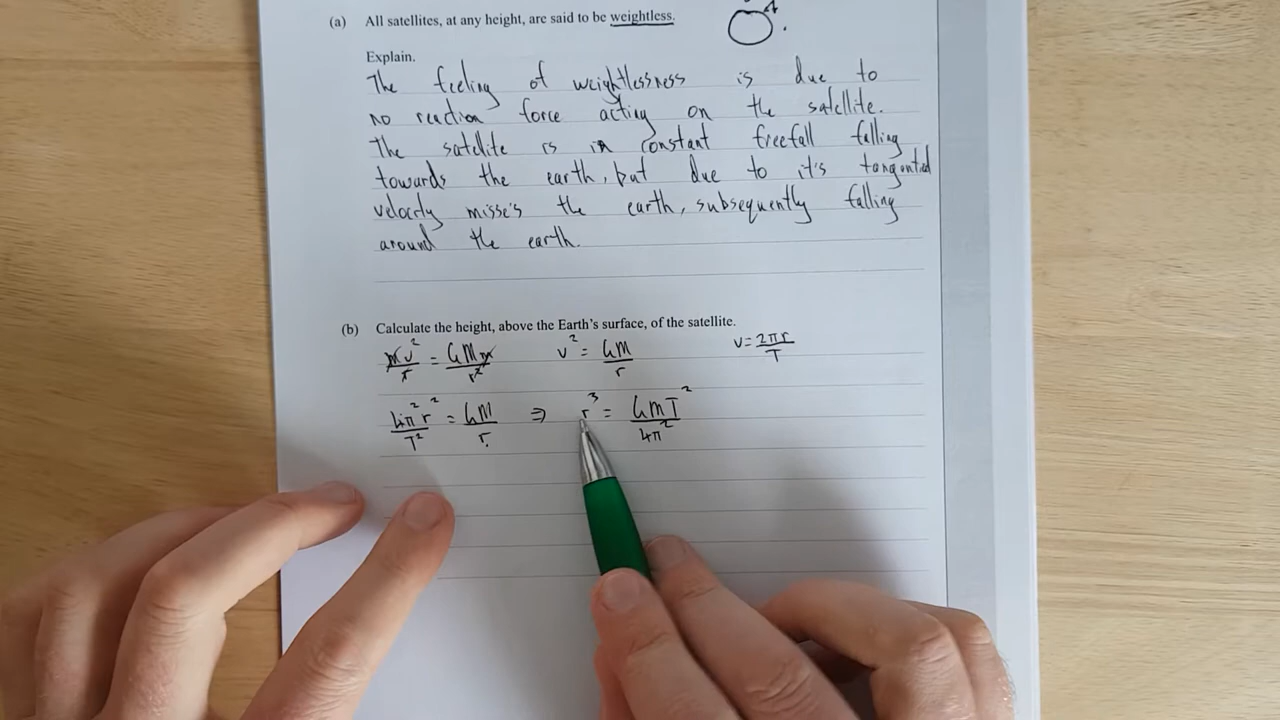 (a) All satellites, at any height, are said to be weightless.
Explain.
The feeling of weightlessness is due to
no reaction force acting on the satellite.
The satellite is in constant freefall falling
towards the earth, but due to it's tangential
velocity misse's the earth, subsequently falling
around the earth.
(b) Calculate the height, above the Earth's surface, of the satellite.
mv²/r = GMm/r² v² = GM/r v = 2πr/T
4π²r²/T² = GM/r ⇒ r³ = GMT²/4π²